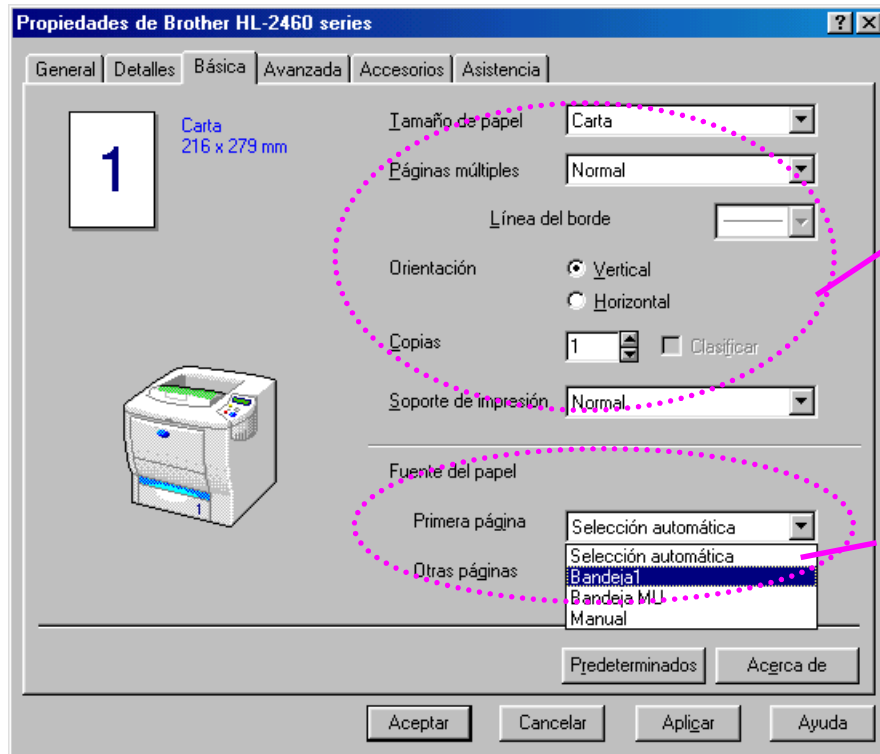 Propiedades de Brother HL-2460 series
General Detalles Básica Avanzada Accesorios Asistencia
1
Carta
216 x 279 mm
Tamaño de papel Carta
Páginas múltiples Normal
Línea del borde
Orientación Vertical
Horizontal
Copias 1 Clasificar
Soporte de impresión Normal
Fuente del papel
Primera página Selección automática
Selección automática
Otras páginas Bandeja1
Bandeja MU
Manual
1
Predeterminados Acerca de
Aceptar Cancelar Aplicar Ayuda